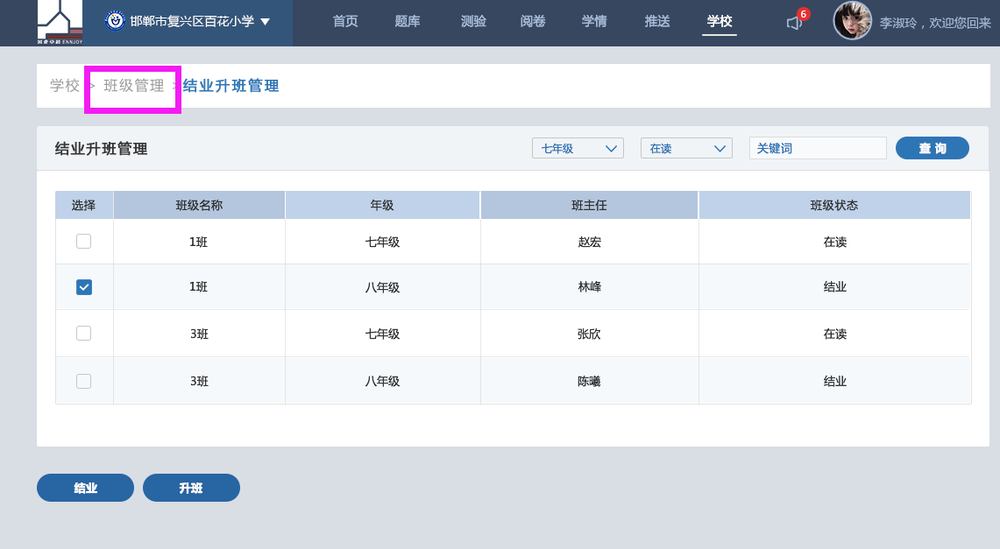 邯郸市复兴区百花小学 首页 题库 测验 阅卷 学情 推送 学校 6 李淑玲，欢迎您回来
ENNJOY
学校 > 班级管理 > 结业升班管理
结业升班管理 七年级 在读 关键词 查询
选择 班级名称 年级 班主任 班级状态
1班 七年级 赵宏 在读
1班 八年级 林峰 结业
3班 七年级 张欣 在读
3班 八年级 陈曦 结业
结业 升班